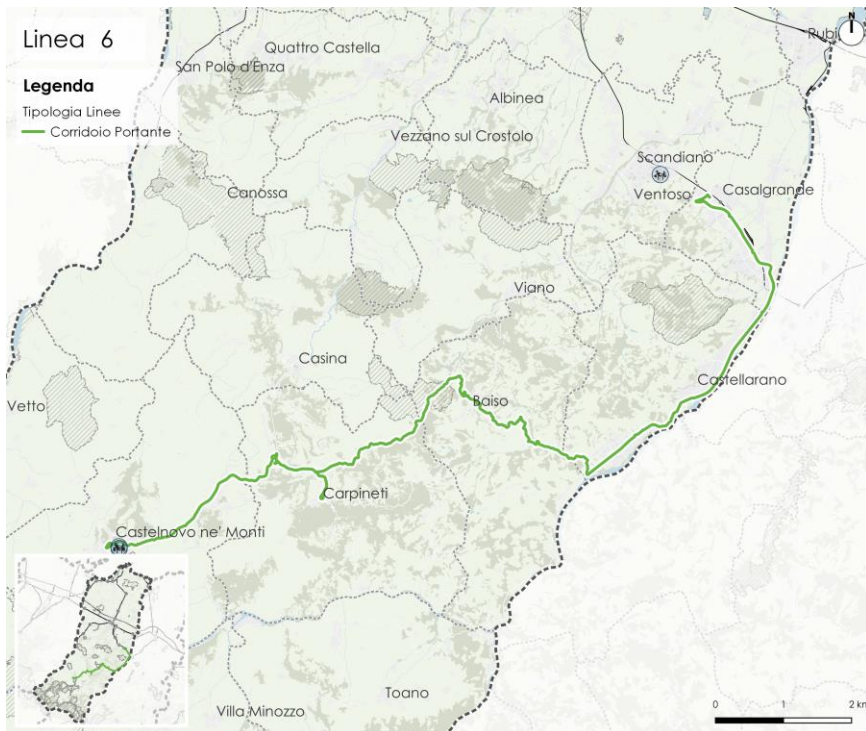 Linea 6
Legenda
Tipologia Linee
Corridoio Portante
N
Quattro Castella
San Polo d'Enza
Albinea
Vezzano sul Crostolo
Scandiano
Canossa
Ventoso
Casalgrande
Viano
Casina
Castellarano
Vetto
Baiso
Carpineti
Castelnovo ne' Monti
Toano
Villa Minozzo
0 1 2 km